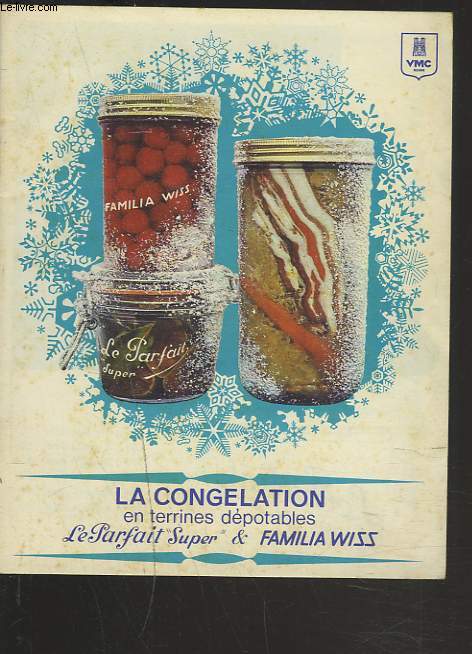 Le-livre.com
VMC
FAMILIA WISS
Le Parfait
Super
LA CONGELATION
en terrines dépotables
Le Parfait "Super" & FAMILIA WISS